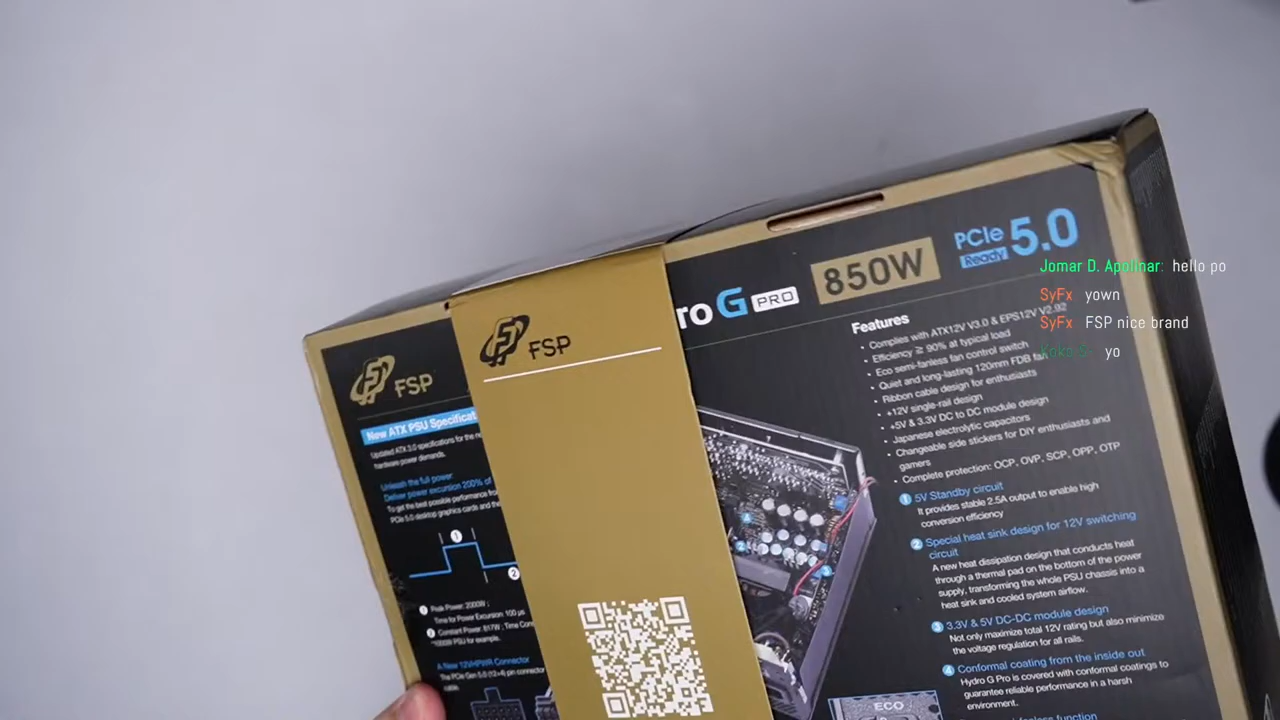 FSP
New ATX PSU Specificat
Updated ATX 3.0 specifications for the
hardware power demands.
Unleash the full power
Deliver power excursion 200% of
To get the best possible performance from
PCIe 5.0 desktop graphics cards and
1
2
1 Peak Power: 2000W ;
Time for Power Excursion: 100 μs
2 Constant Power: 817W ; Time
PSU for example.
A New 12VHPWR Connector
The PCIe Gen 5.0 (12+4) pin connector
FSP
ro G PRO
850W
PCIe 5.0
Ready
Features
• Complies with ATX12V V3.0 & EPS12V V2.92
• Efficiency ≧ 90% at typical load
• Eco semi-fanless fan control switch
• Quiet and long-lasting 120mm FDB fan
• Ribbon cable design for enthusiasts
• +12V single-rail design
• +5V & 3.3V DC to DC module design
• Japanese electrolytic capacitors
• Changeable side stickers for DIY enthusiasts and
gamers
• Complete protection: OCP, OVP, SCP, OPP, OTP
1 5V Standby circuit
It provides stable 2.5A output to enable high
conversion efficiency
2 Special heat sink design for 12V switching
circuit
A new heat dissipation design that conducts heat
through a thermal pad on the bottom of the power
supply, transforming the whole PSU chassis into a
heat sink and cooled system airflow.
3 3.3V & 5V DC-DC module design
Not only maximize total 12V rating but also minimize
the voltage regulation for all rails.
4 Conformal coating from the inside out
Hydro G Pro is covered with conformal coatings to
guarantee reliable performance in a harsh
environment.
ECO
Jomar D. Apolinar: hello po
SyFx yown
SyFx FSP nice brand
yo